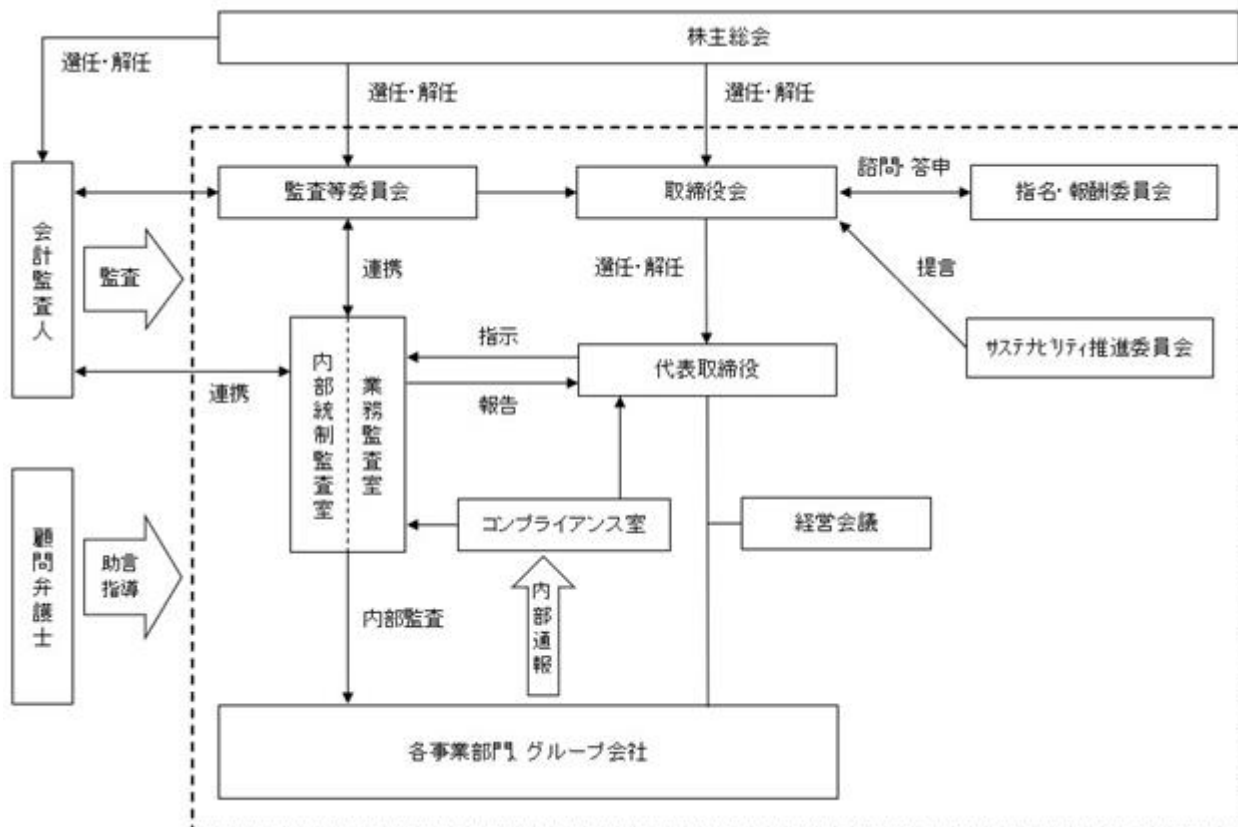 株主総会
選任・解任
選任・解任
選任・解任
監査等委員会
取締役会
諮問・答申
指名・報酬委員会
会計監査人
監査
連携
選任・解任
提言
サステナビリティ推進委員会
内部統制監査室
業務監査室
指示
報告
代表取締役
連携
コンプライアンス室
経営会議
顧問弁護士
助言
指導
内部監査
内部通報
各事業部門、グループ会社